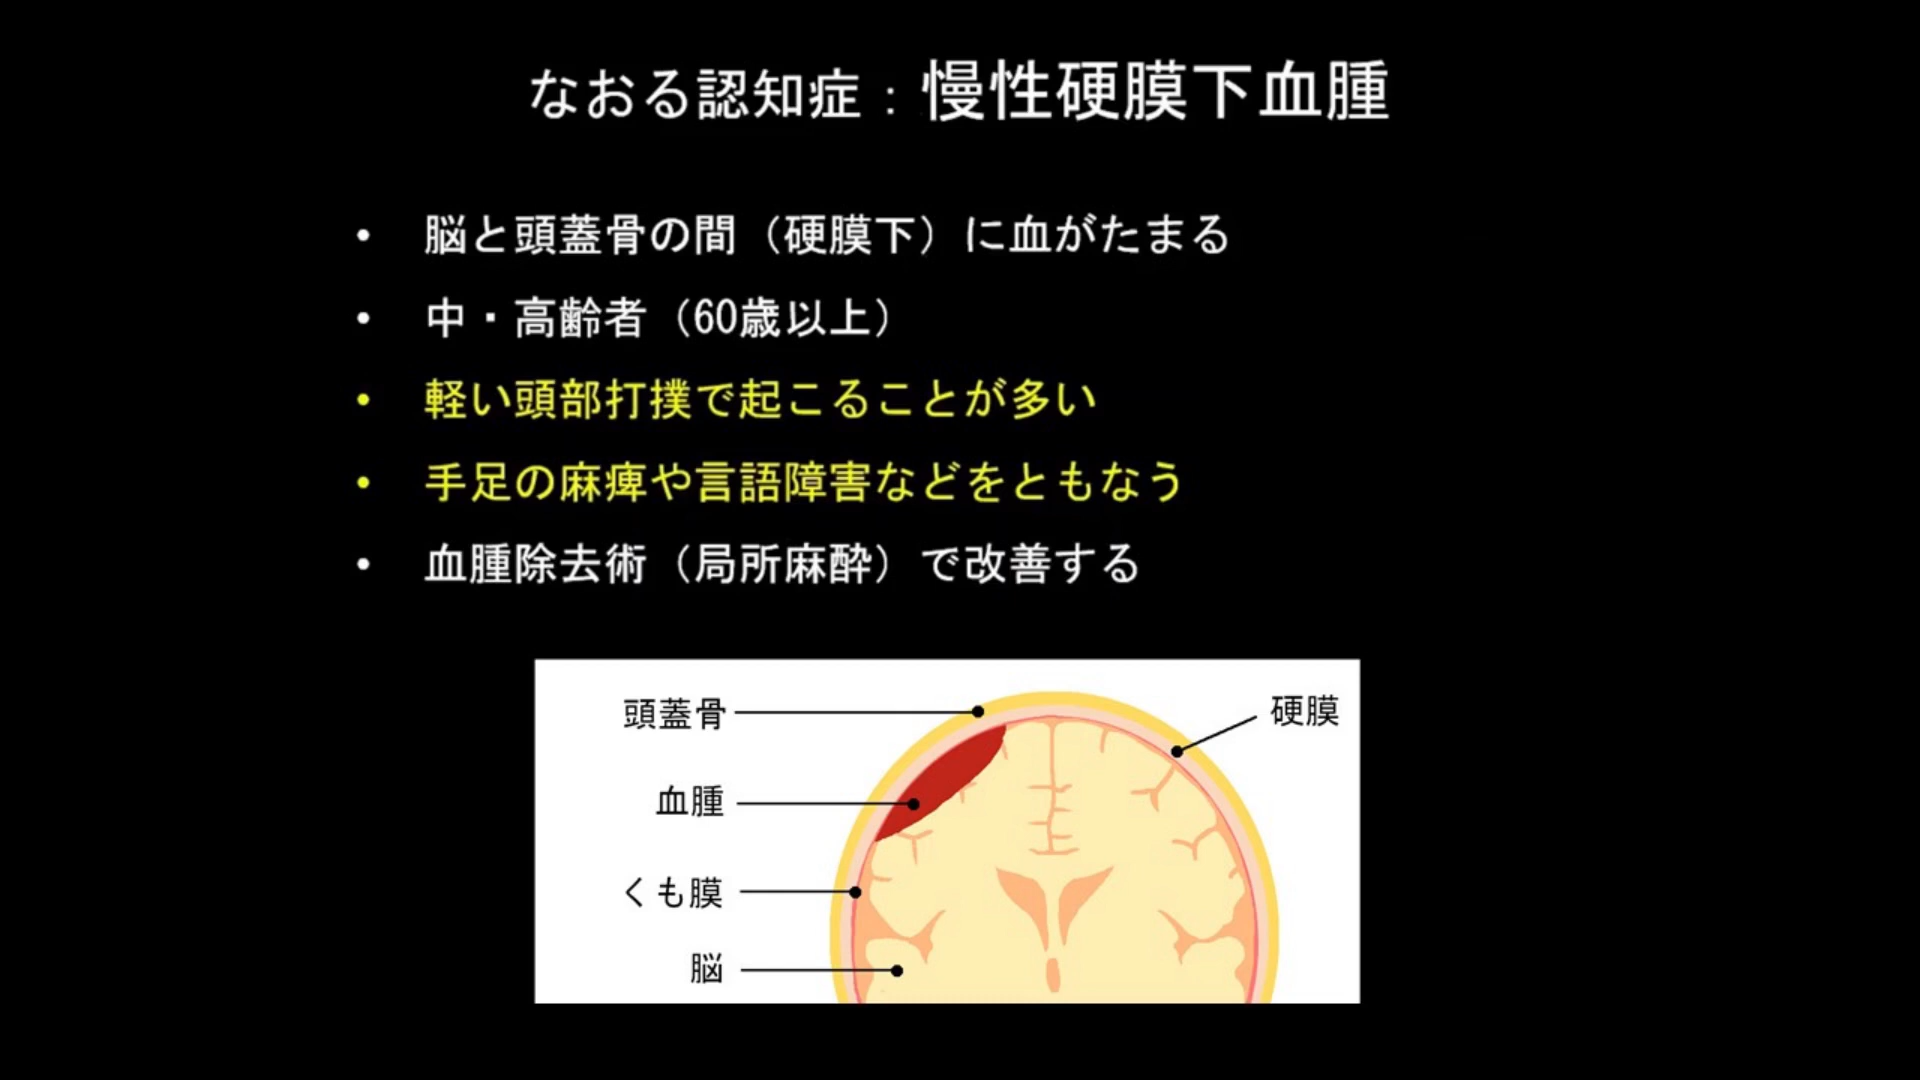 なおる認知症：慢性硬膜下血腫
• 脳と頭蓋骨の間（硬膜下）に血がたまる
• 中・高齢者（60歳以上）
• 軽い頭部打撲で起こることが多い
• 手足の麻痺や言語障害などをともなう
• 血腫除去術（局所麻酔）で改善する
頭蓋骨
硬膜
血腫
くも膜
脳